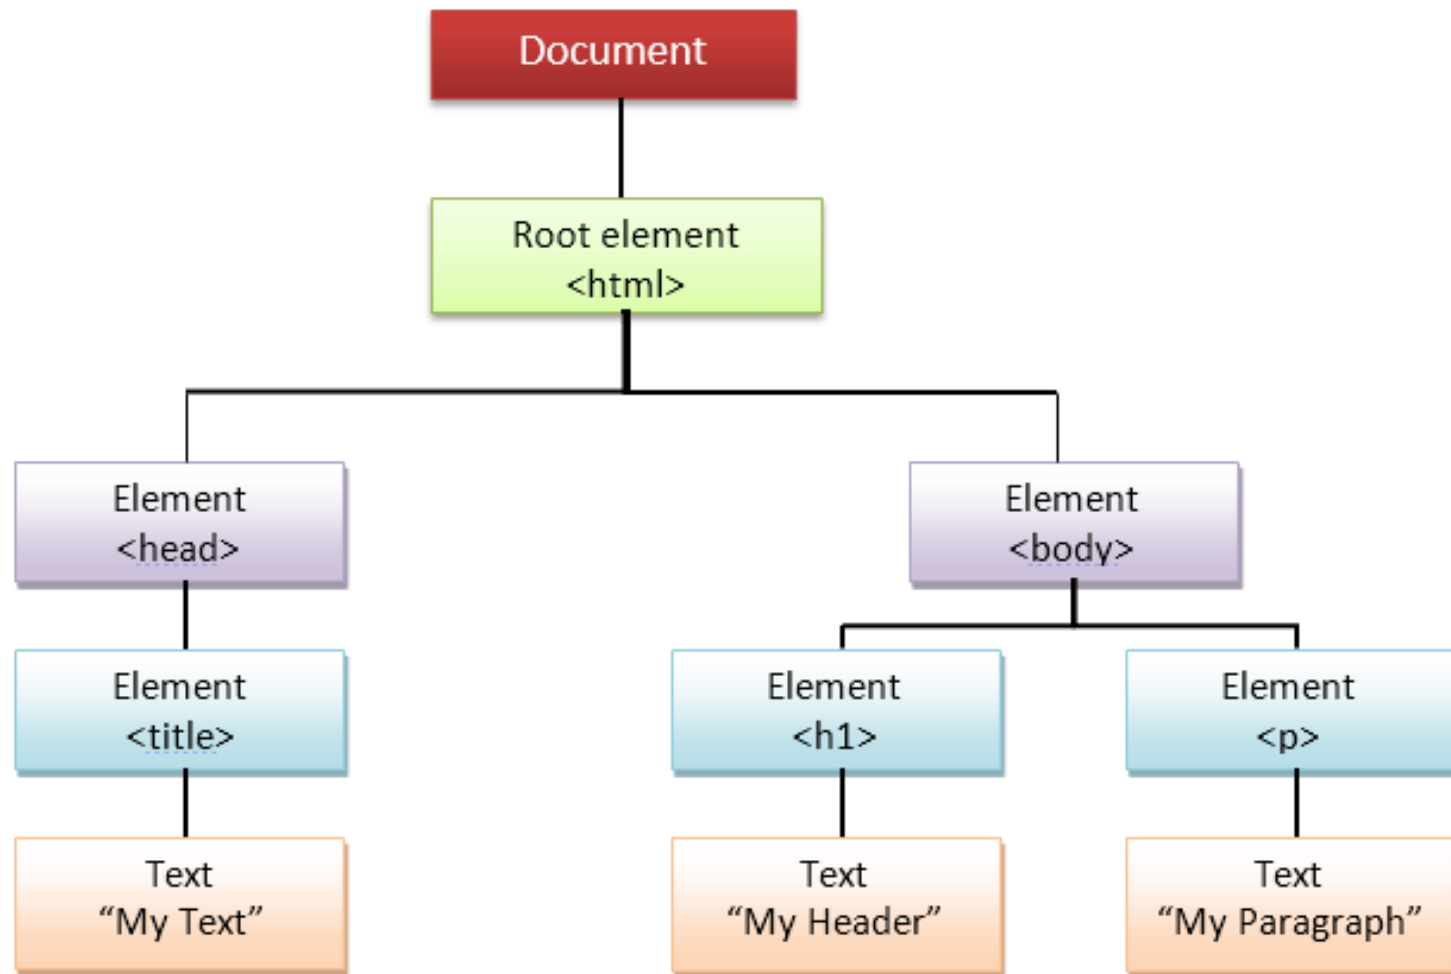 Document
Root element
<html>
Element
<head>
Element
<body>
Element
<title>
Element
<h1>
Element
<p>
Text
“My Text”
Text
“My Header”
Text
“My Paragraph”